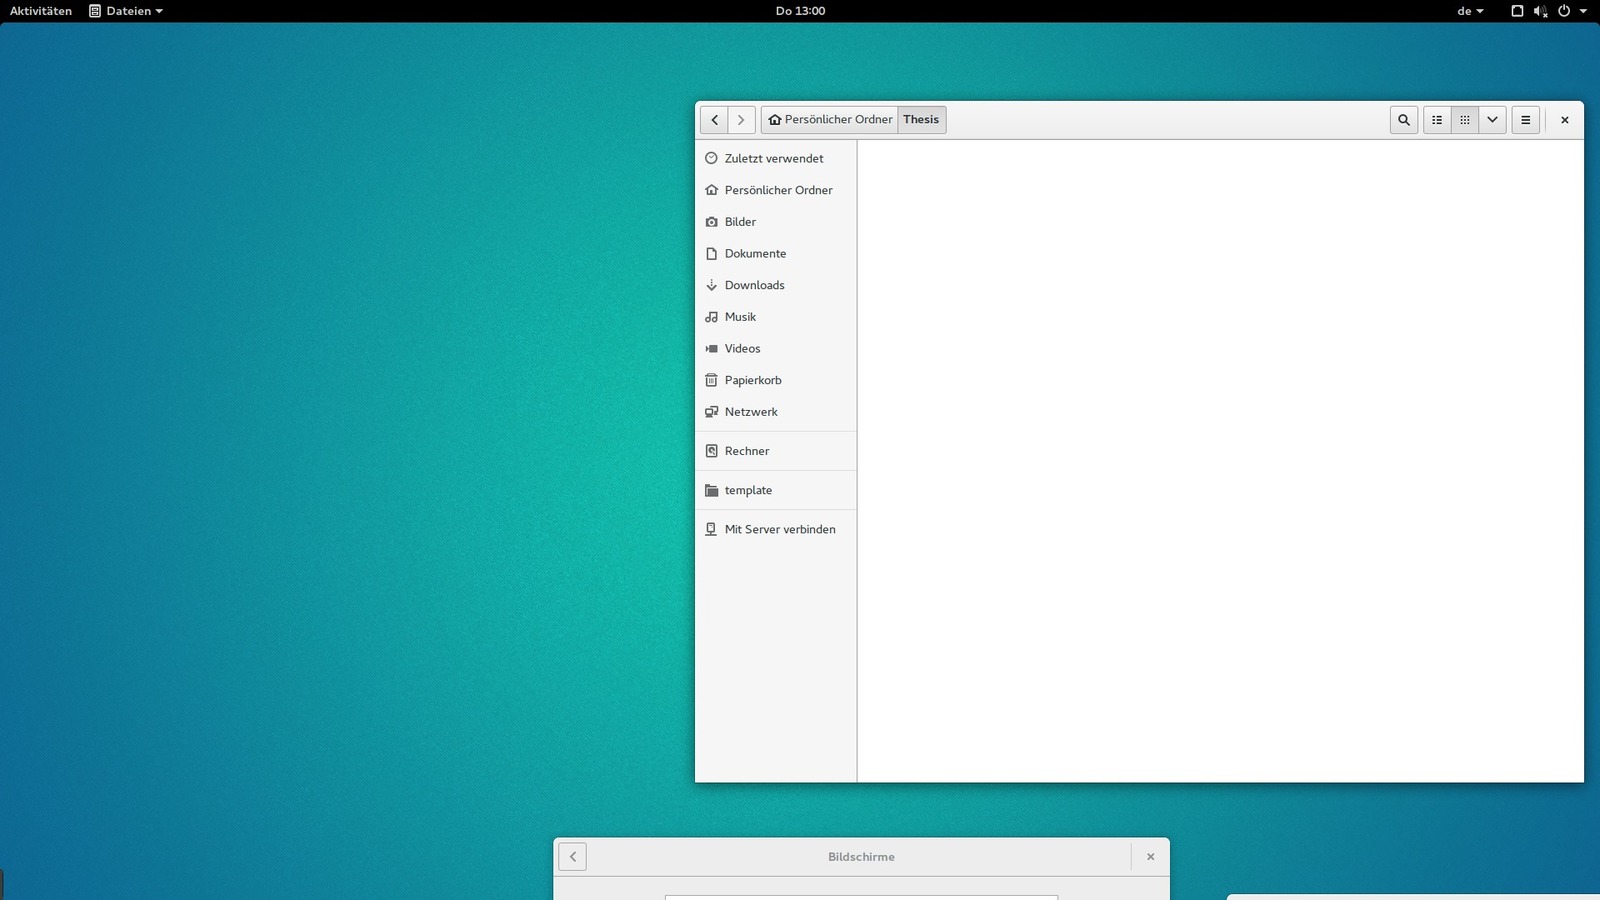 Aktivitäten Dateien Do 13:00 de
Persönlicher Ordner Thesis
Zuletzt verwendet
Persönlicher Ordner
Bilder
Dokumente
Downloads
Musik
Videos
Papierkorb
Netzwerk
Rechner
template
Mit Server verbinden
Bildschirme